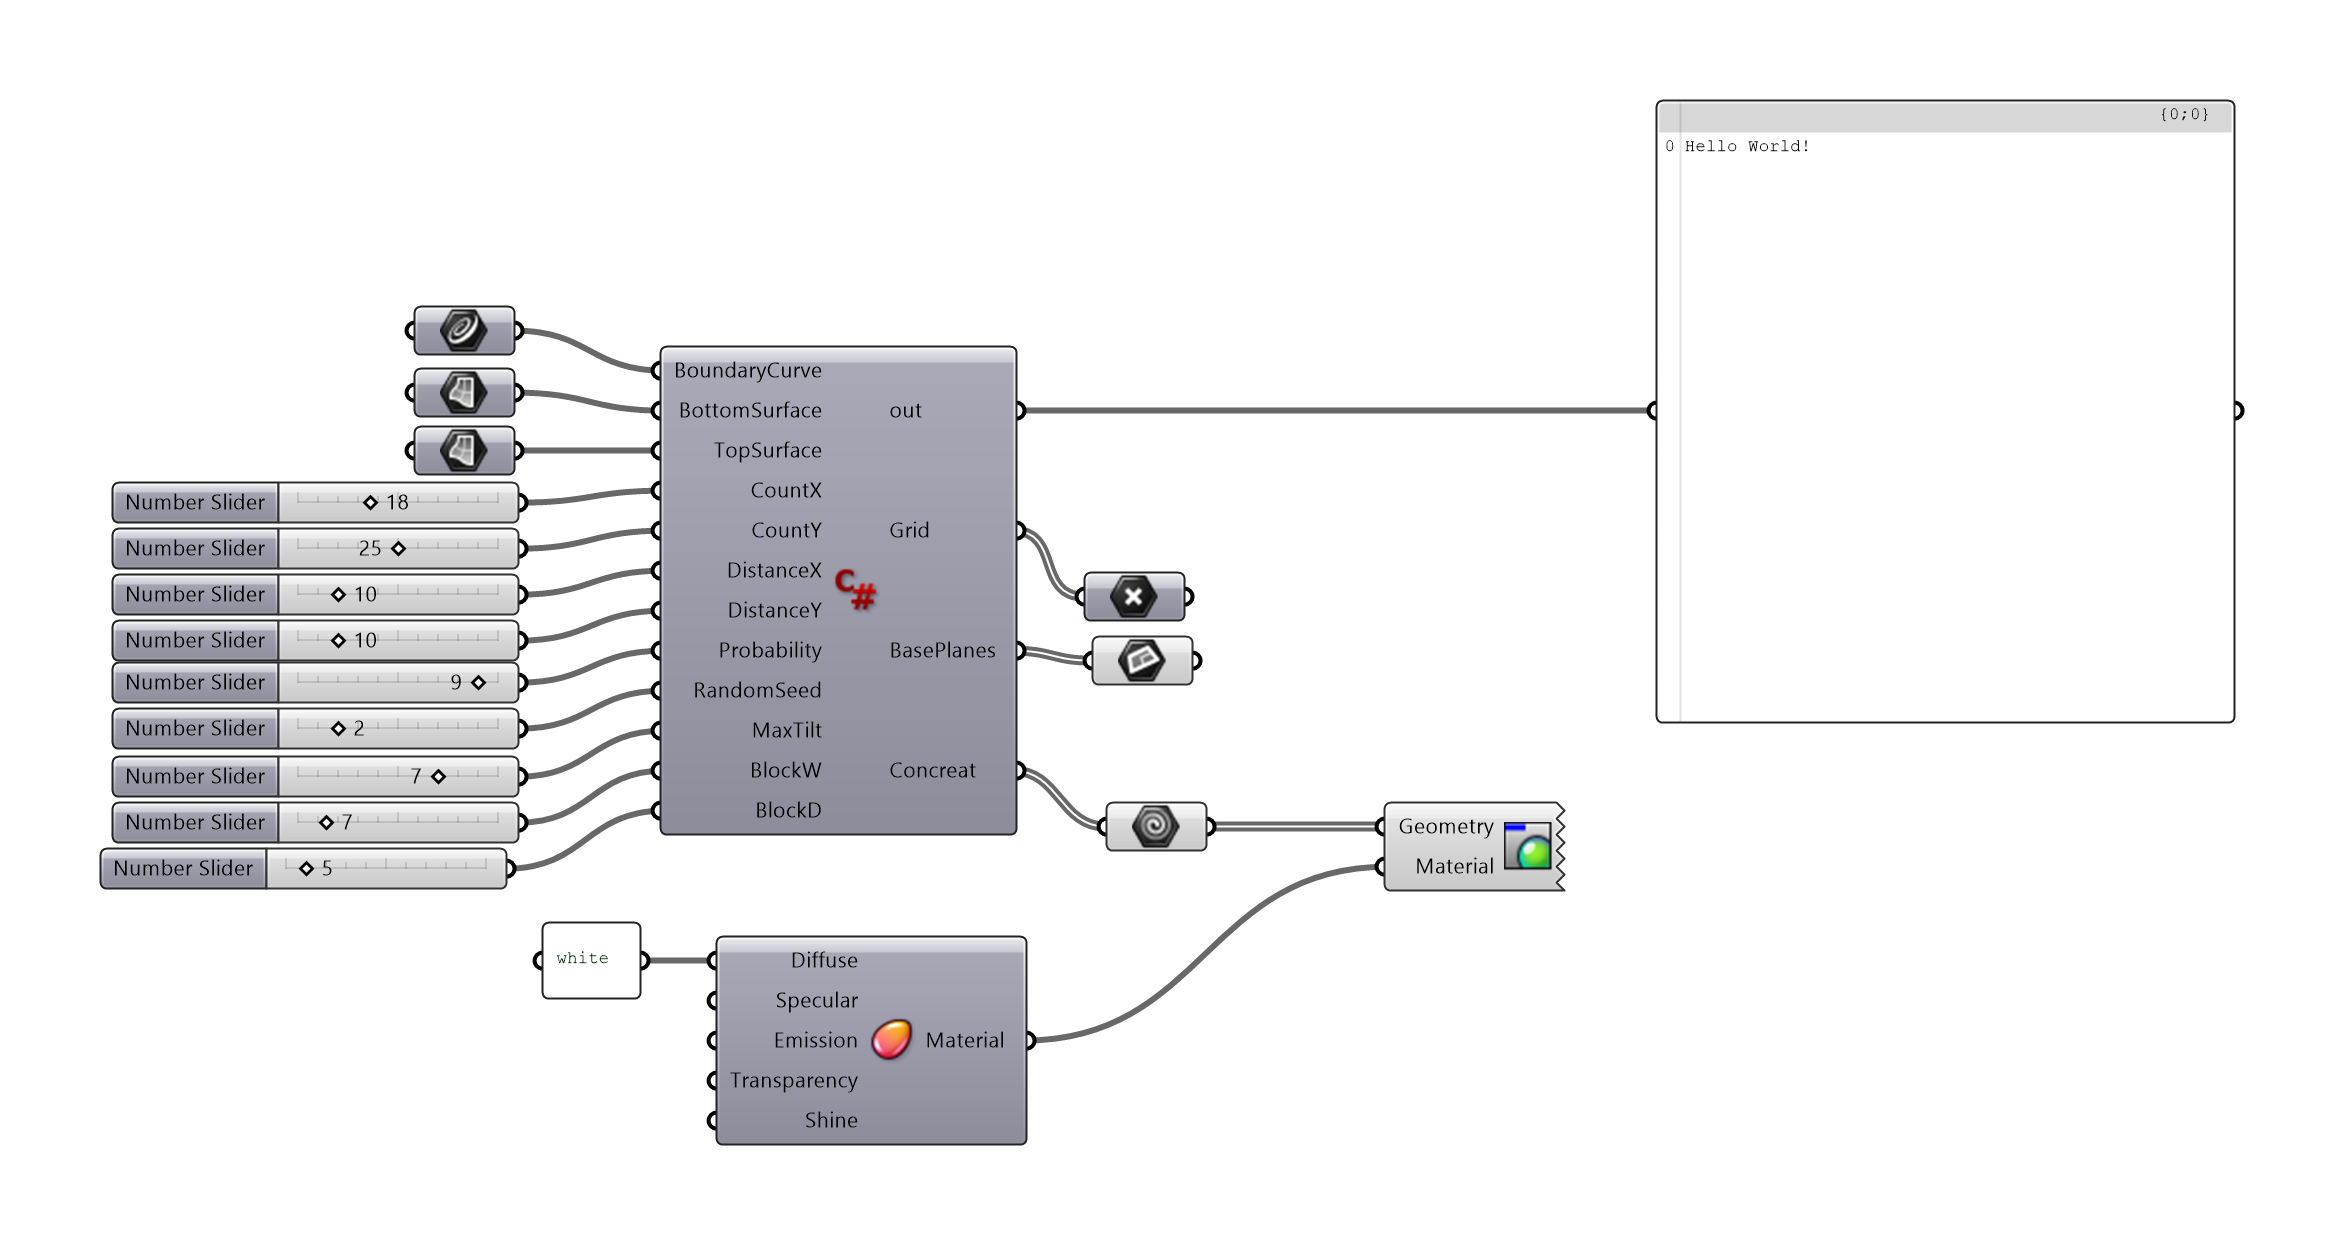 {0;0}
0 Hello World!
BoundaryCurve
BottomSurface
out
TopSurface
Number Slider 18
CountX
Number Slider 25
CountY
Grid
Number Slider 10
DistanceX
C#
Number Slider 10
DistanceY
Number Slider 9
Probability
BasePlanes
Number Slider 2
RandomSeed
Number Slider 7
MaxTilt
Number Slider 7
BlockW
Concreat
Number Slider 5
BlockD
Geometry
Material
white
Diffuse
Specular
Emission
Material
Transparency
Shine